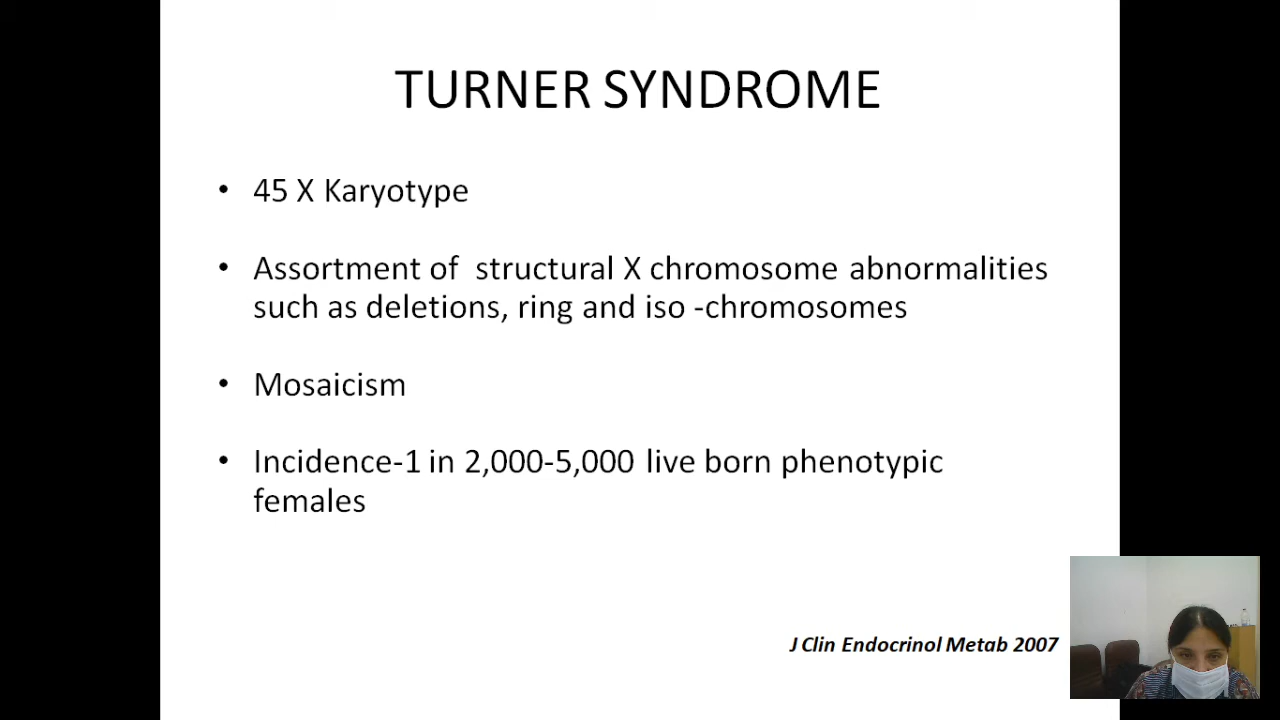 TURNER SYNDROME
• 45 X Karyotype
• Assortment of structural X chromosome abnormalities
such as deletions, ring and iso -chromosomes
• Mosaicism
• Incidence-1 in 2,000-5,000 live born phenotypic
females
J Clin Endocrinol Metab 2007